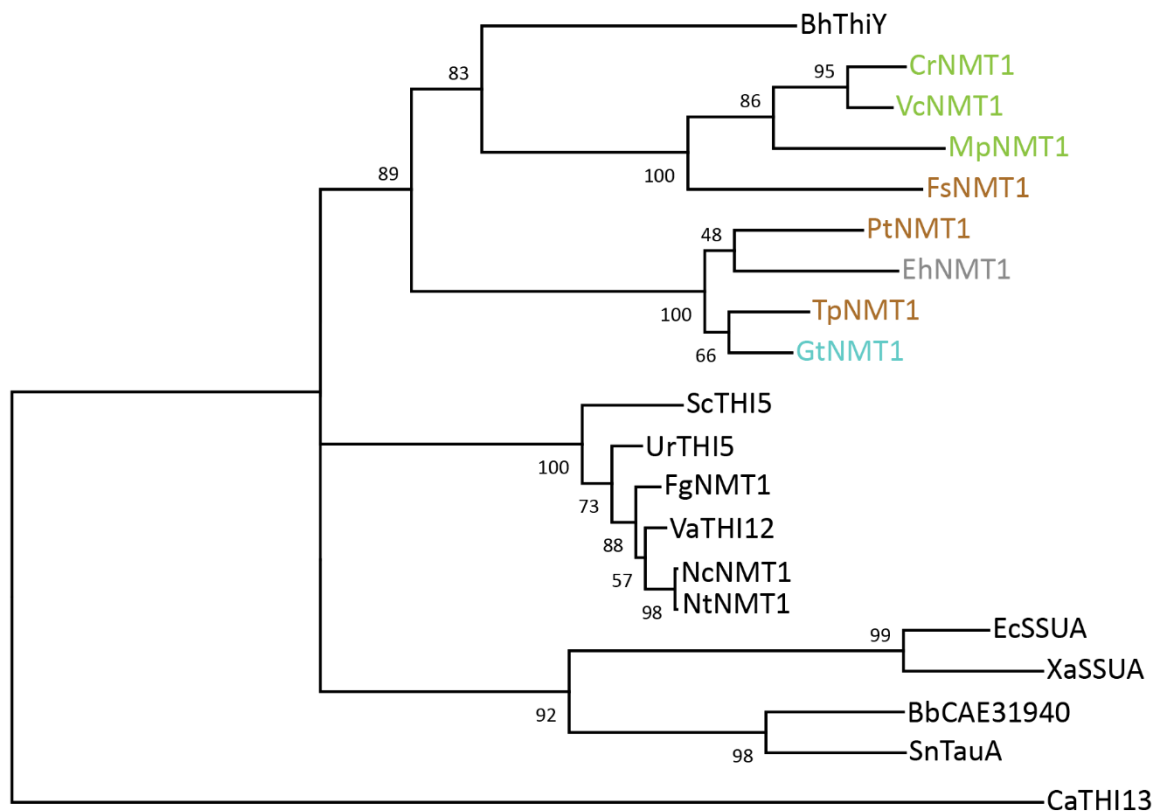 BhThiY
83
CrNMT1
95
VcNMT1
86
MpNMT1
89
100
FsNMT1
PtNMT1
48
EhNMT1
TpNMT1
100
GtNMT1
66
ScTHI5
UrTHI5
100
FgNMT1
73
VaTHI12
88
NcNMT1
57
NtNMT1
98
EcSSUA
99
XaSSUA
BbCAE31940
92
SnTauA
98
CaTHI13